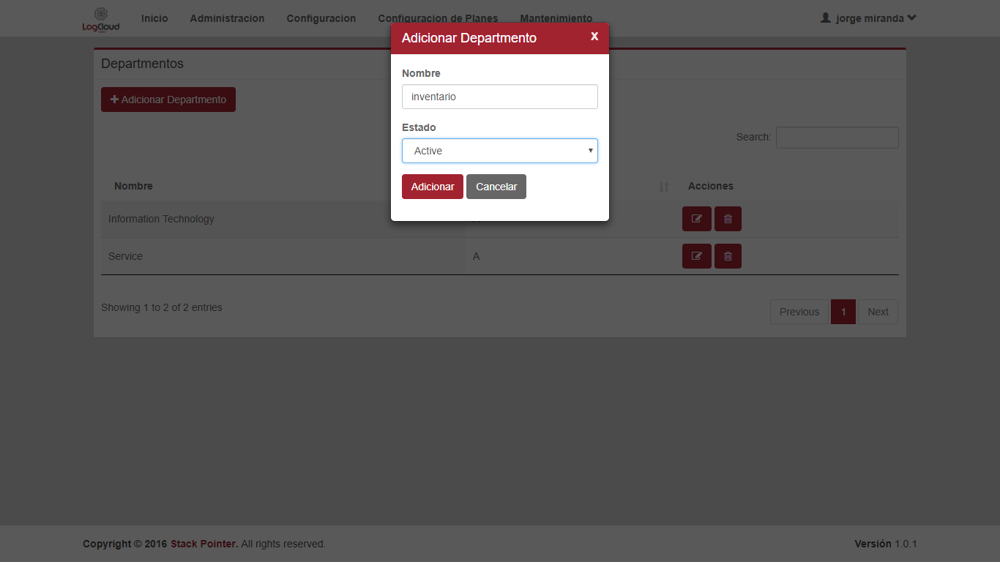 LogCloud
Inicio Administracion Configuracion Configuracion de Planes Mantenimiento jorge miranda
Adicionar Departmento X
Departmentos
Nombre
inventario
Adicionar Departmento
Estado
Active
Search:
Adicionar Cancelar
Nombre Acciones
Information Technology
Service A
Showing 1 to 2 of 2 entries
Previous 1 Next
Copyright © 2016 Stack Pointer. All rights reserved.
Versión 1.0.1